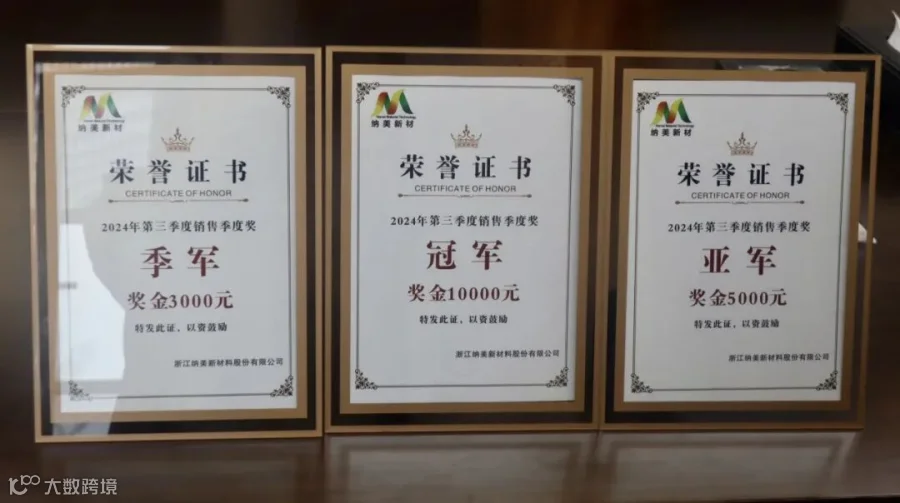 纳美新材
荣誉证书
CERTIFICATE OF HONOR
2024年第三季度销售季度奖
季军
奖金3000元
特发此证、以资鼓励
浙江纳美新材料股份有限公司
纳美新材
荣誉证书
CERTIFICATE OF HONOR
2024年第三季度销售季度奖
冠军
奖金10000元
特发此证、以资鼓励
浙江纳美新材料股份有限公司
纳美新材
荣誉证书
CERTIFICATE OF HONOR
2024年第三季度销售季度奖
亚军
奖金5000元
特发此证、以资鼓励
浙江纳美新材料股份有限公司
大数跨境